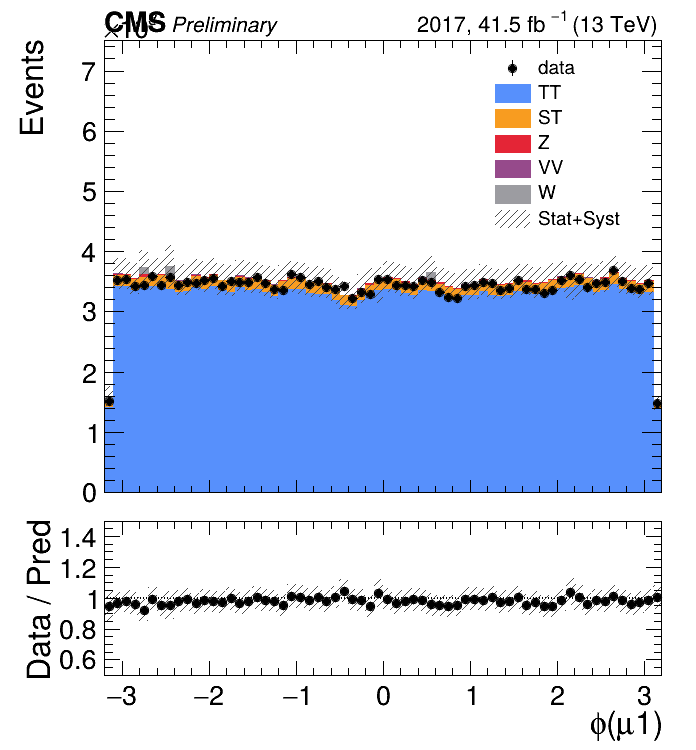 CMS Preliminary
2017, 41.5 fb⁻¹ (13 TeV)
Events
7
6
5
4
3
2
1
0
data
TT
ST
Z
VV
W
Stat+Syst
Data / Pred
1.4
1.2
1
0.8
0.6
−3 −2 −1 0 1 2 3
ϕ(μ1)